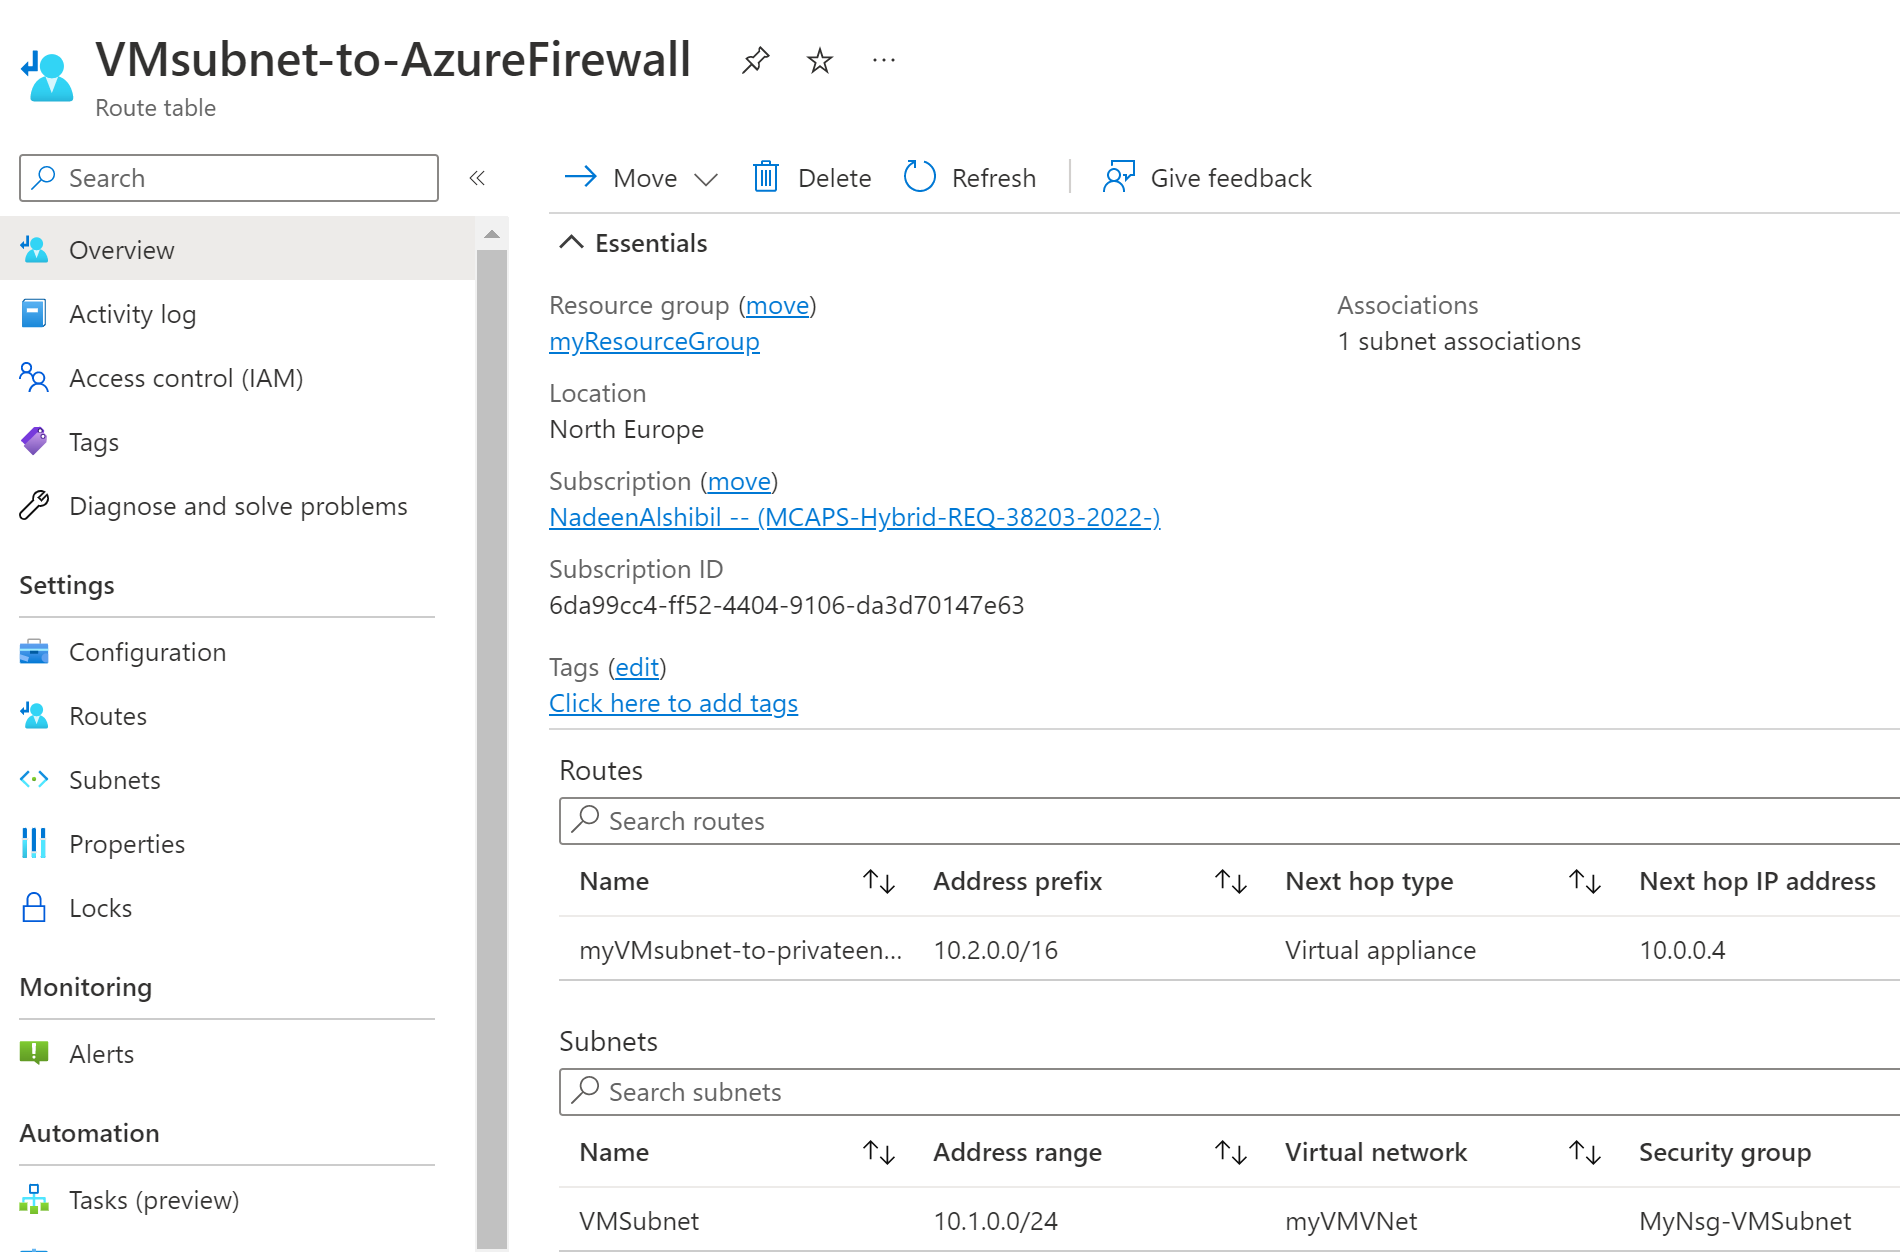 VMsubnet-to-AzureFirewall
Route table
Search
Move
Delete
Refresh
Give feedback
Overview
Activity log
Access control (IAM)
Tags
Diagnose and solve problems
Settings
Configuration
Routes
Subnets
Properties
Locks
Monitoring
Alerts
Automation
Tasks (preview)
Essentials
Resource group (move)
myResourceGroup
Associations
1 subnet associations
Location
North Europe
Subscription (move)
NadeenAlshibil -- (MCAPS-Hybrid-REQ-38203-2022-)
Subscription ID
6da99cc4-ff52-4404-9106-da3d70147e63
Tags (edit)
Click here to add tags
Routes
Search routes
Name Address prefix Next hop type Next hop IP address
myVMsubnet-to-privateen... 10.2.0.0/16 Virtual appliance 10.0.0.4
Subnets
Search subnets
Name Address range Virtual network Security group
VMSubnet 10.1.0.0/24 myVMVNet MyNsg-VMSubnet